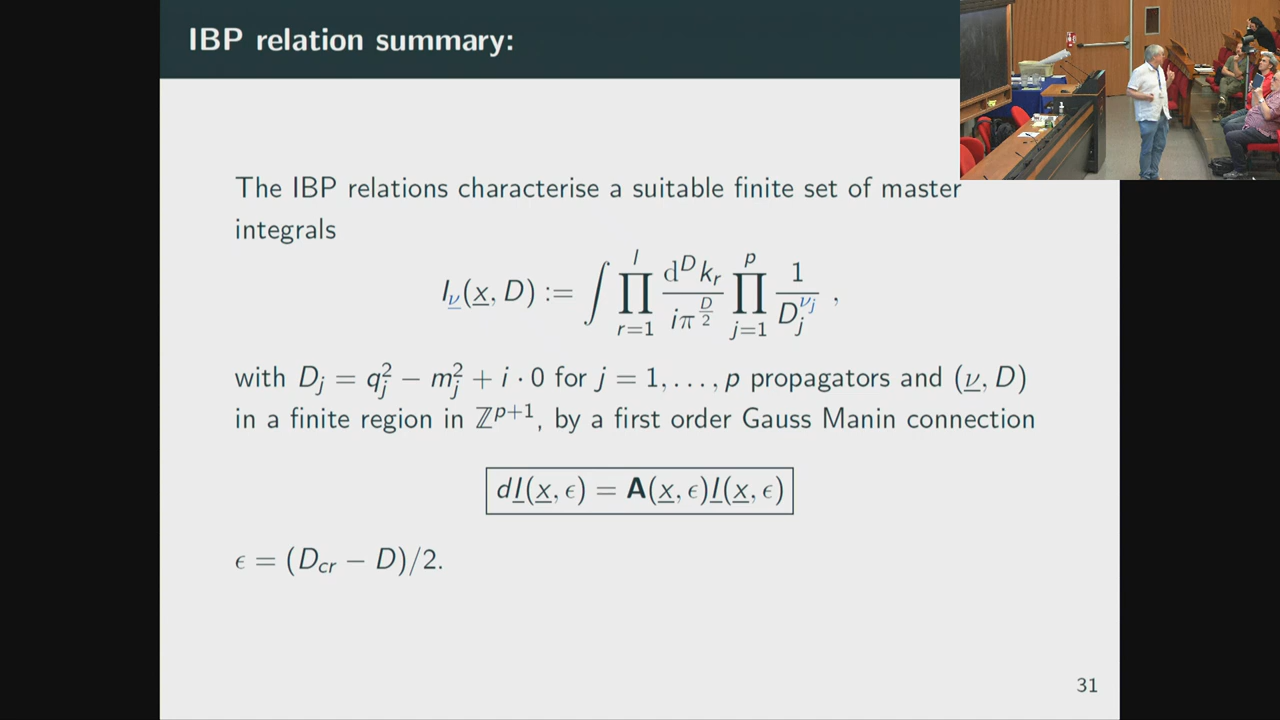 IBP relation summary:
The IBP relations characterise a suitable finite set of master
integrals
I_ν(x, D) := ∫ ∏_{r=1}^{l} d^D k_r / iπ^{D/2} ∏_{j=1}^{p} 1 / D_j^{ν_j} ,
with D_j = q_j^2 − m_j^2 + i · 0 for j = 1, . . . , p propagators and (ν, D)
in a finite region in ℤ^{p+1}, by a first order Gauss Manin connection
dI(x, ϵ) = A(x, ϵ)I(x, ϵ)
ϵ = (D_cr − D)/2.
31